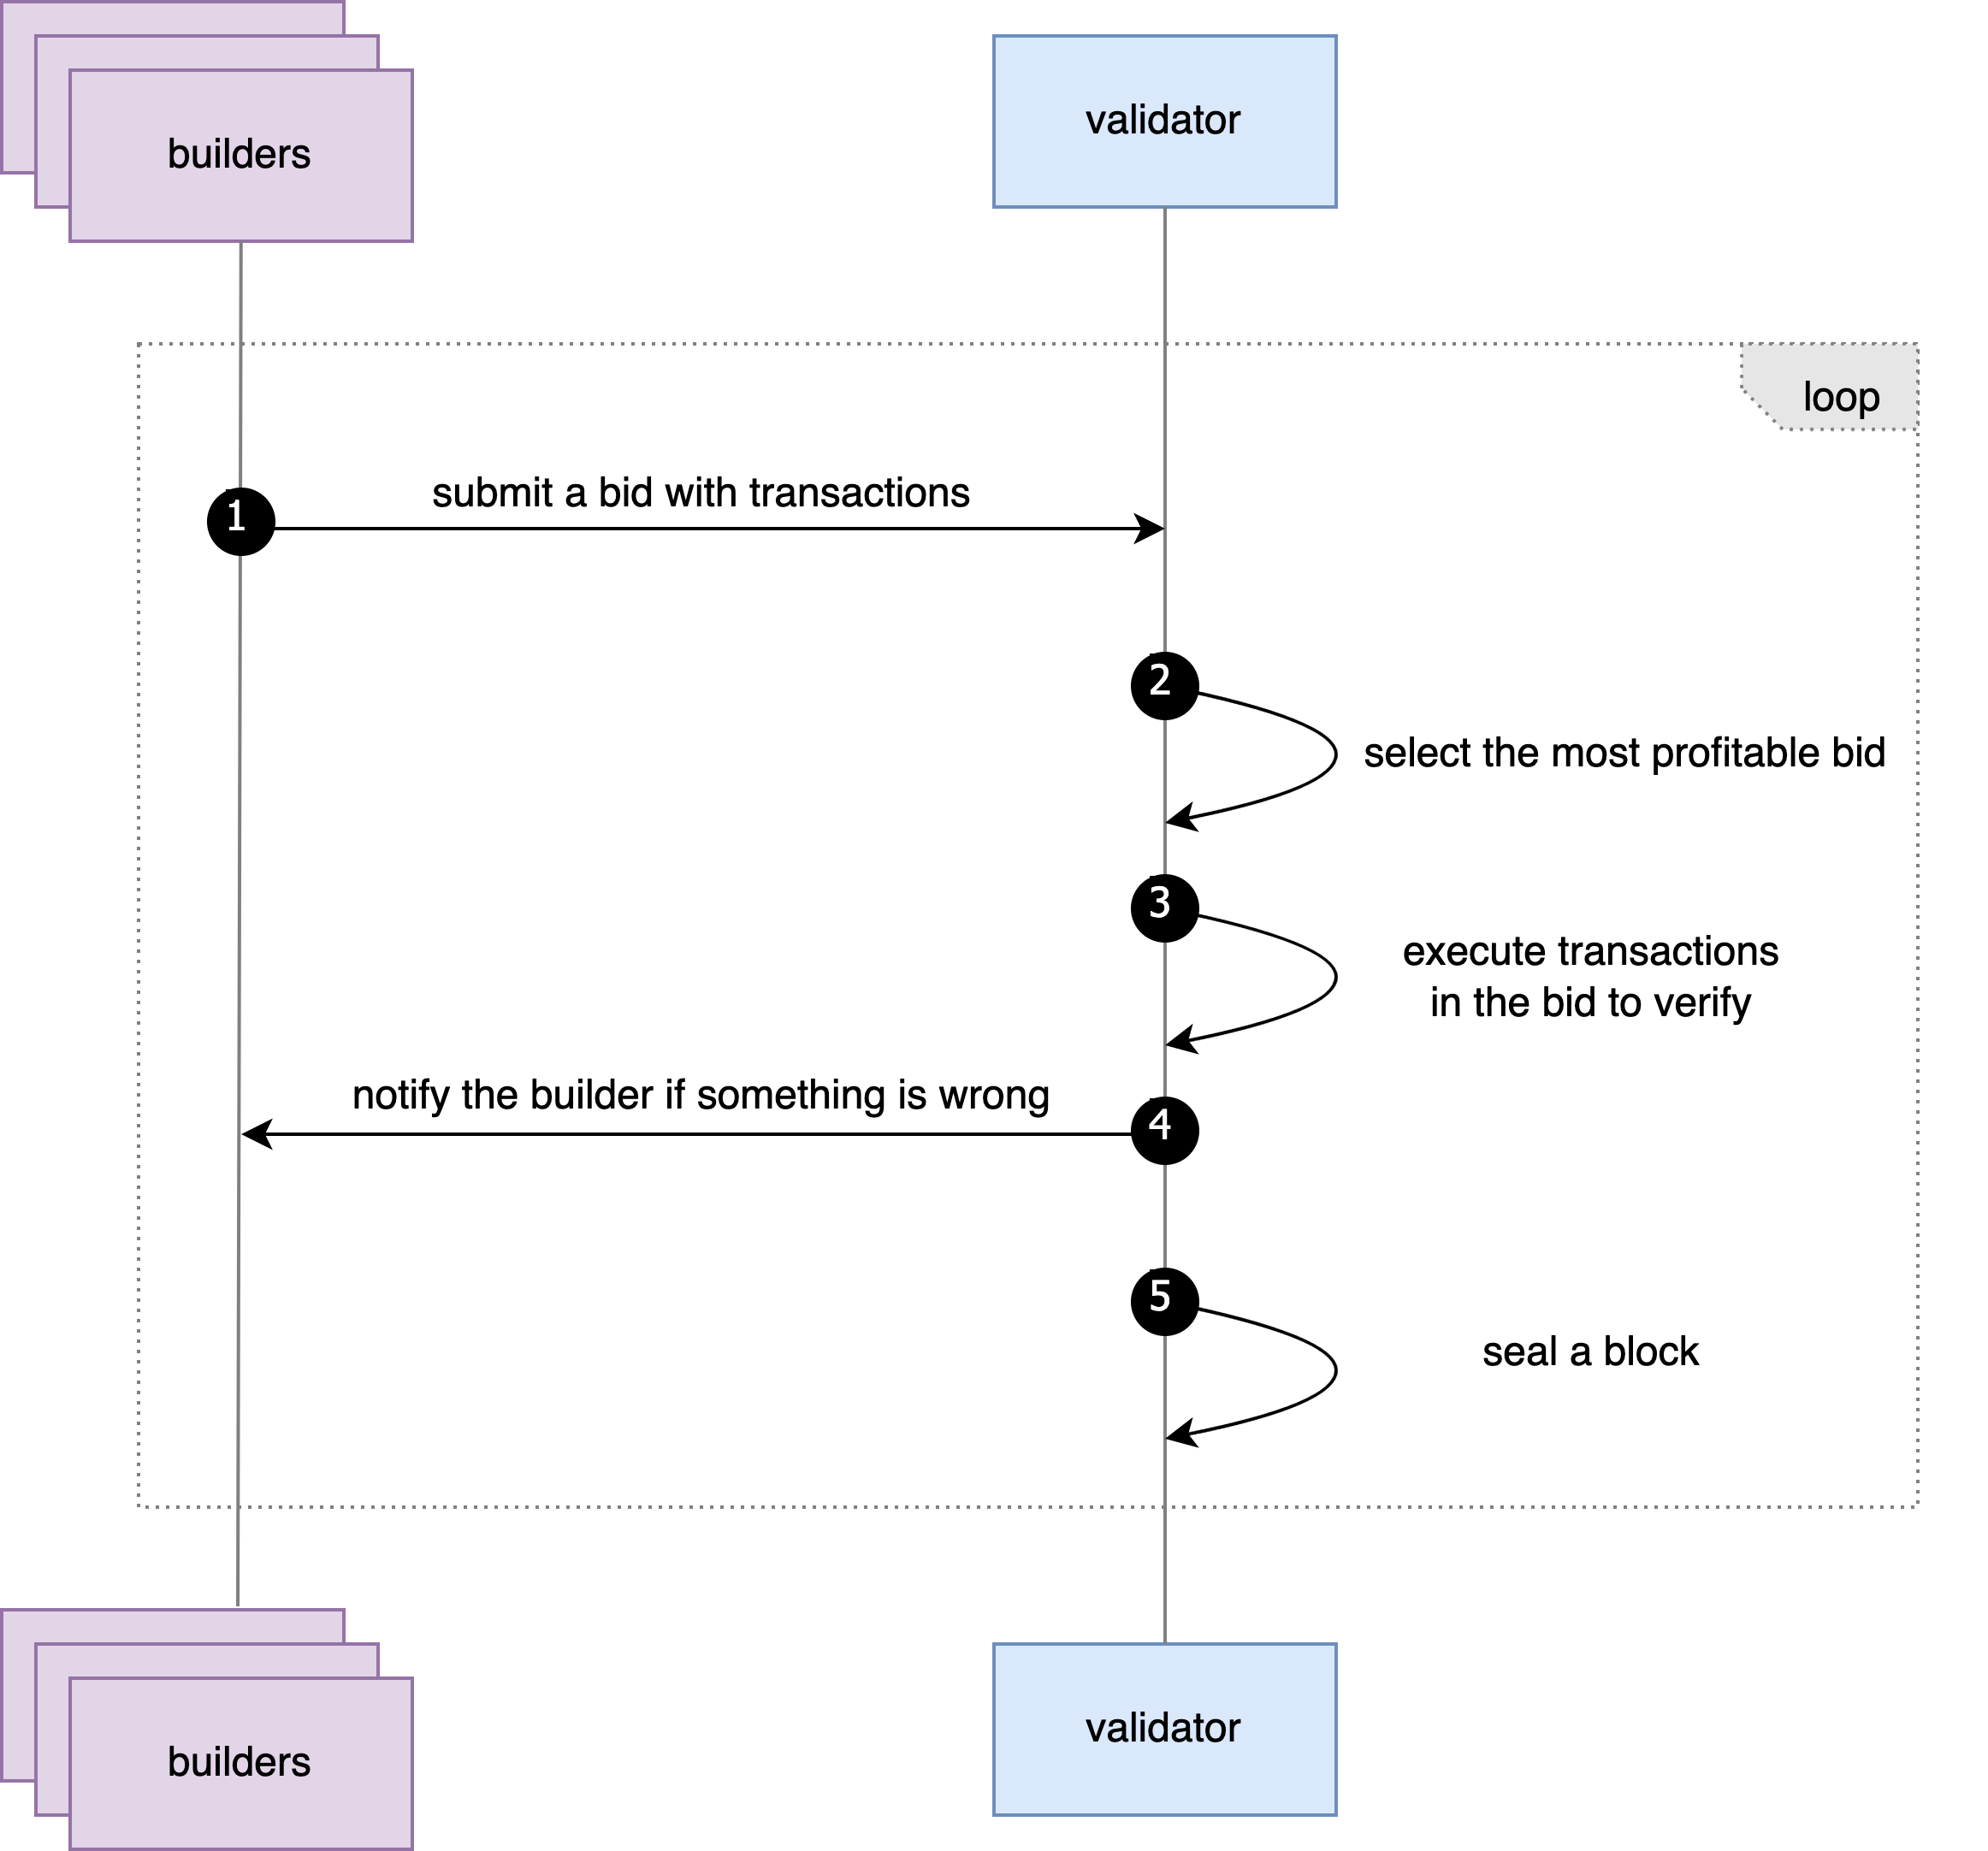 builders
validator
loop
1
submit a bid with transactions
2
select the most profitable bid
3
execute transactions
in the bid to verify
notify the builder if something is wrong
4
5
seal a block
builders
validator